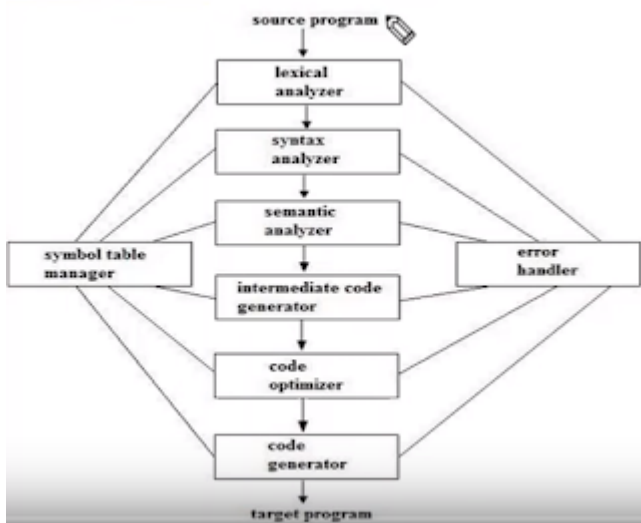 source program
lexical
analyzer
syntax
analyzer
semantic
analyzer
symbol table
manager
error
handler
intermediate code
generator
code
optimizer
code
generator
target program